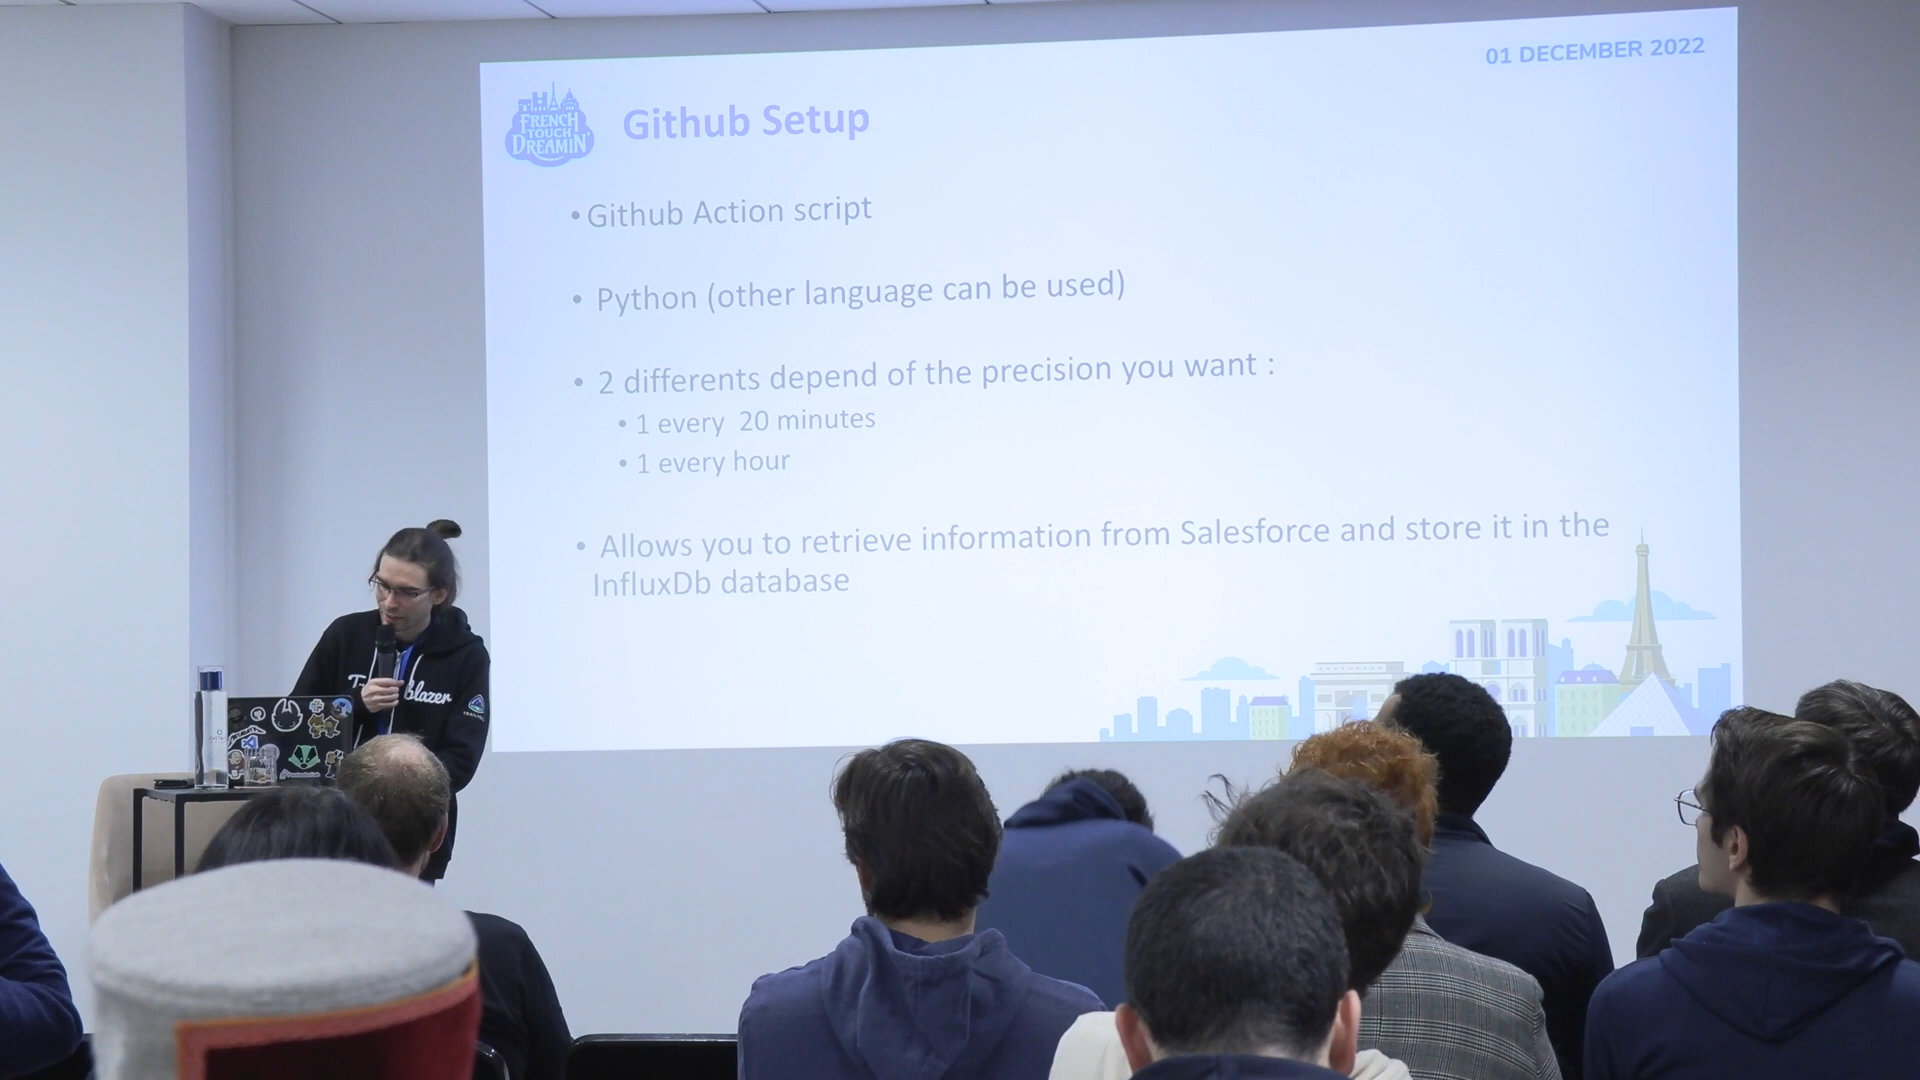 01 DECEMBER 2022
FRENCH
TOUCH
DREAMIN'
Github Setup
• Github Action script
• Python (other language can be used)
• 2 differents depend of the precision you want :
• 1 every 20 minutes
• 1 every hour
• Allows you to retrieve information from Salesforce and store it in the
InfluxDb database
blazer